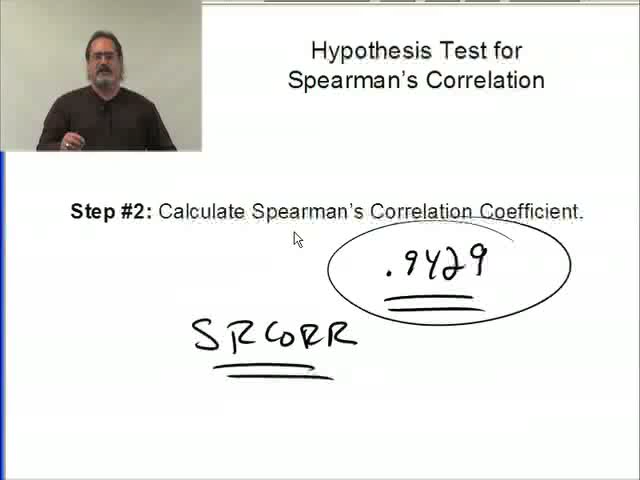 Hypothesis Test for
Spearman's Correlation
Step #2: Calculate Spearman's Correlation Coefficient.
.9429
SRCORR